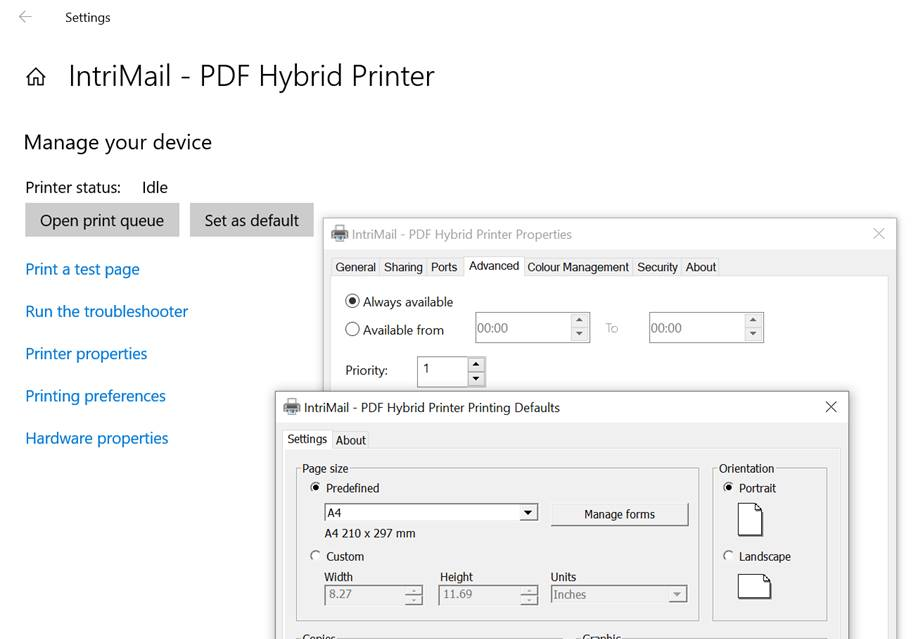 Settings
IntriMail - PDF Hybrid Printer
Manage your device
Printer status: Idle
Open print queue
Set as default
Print a test page
Run the troubleshooter
Printer properties
Printing preferences
Hardware properties
IntriMail - PDF Hybrid Printer Properties
General Sharing Ports Advanced Colour Management Security About
Always available
Available from 00:00 To 00:00
Priority: 1
IntriMail - PDF Hybrid Printer Printing Defaults
Settings About
Page size
Predefined
A4 Manage forms
A4 210 x 297 mm
Custom
Width Height Units
8.27 11.69 Inches
Orientation
Portrait
Landscape
Copies Graphic